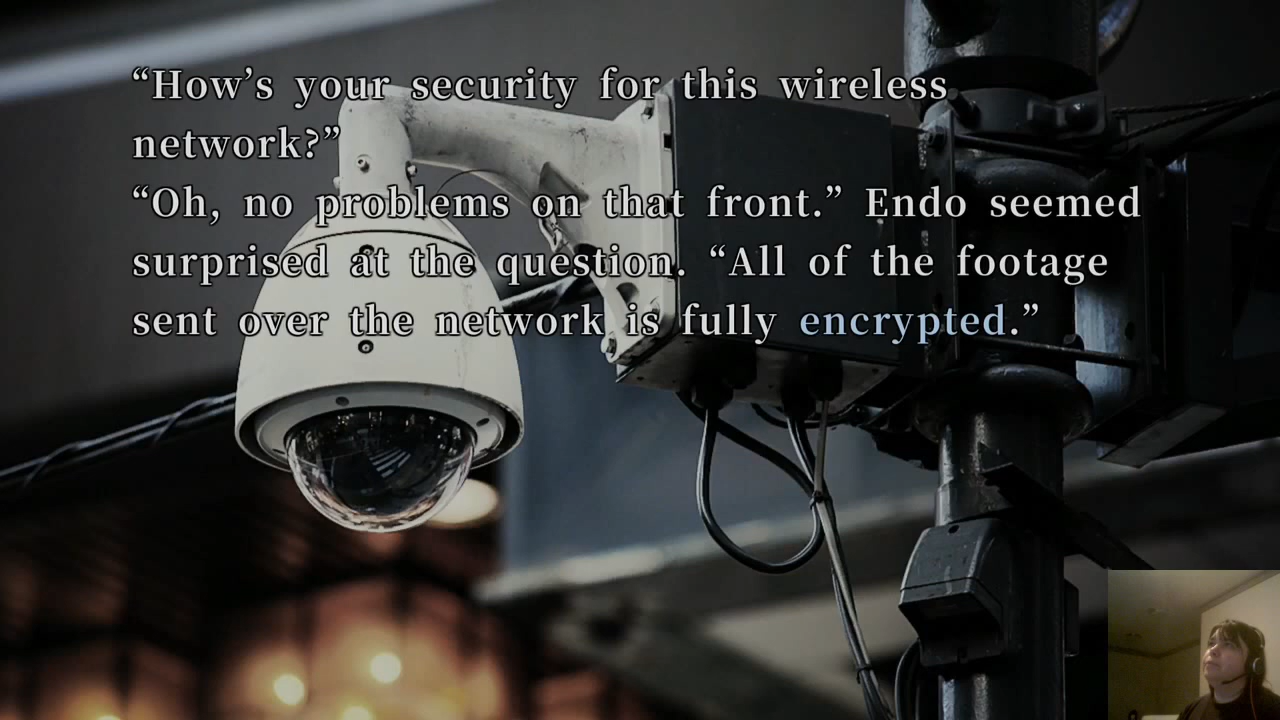 “How’s your security for this wireless
network?”
“Oh, no problems on that front.” Endo seemed
surprised at the question. “All of the footage
sent over the network is fully encrypted.”